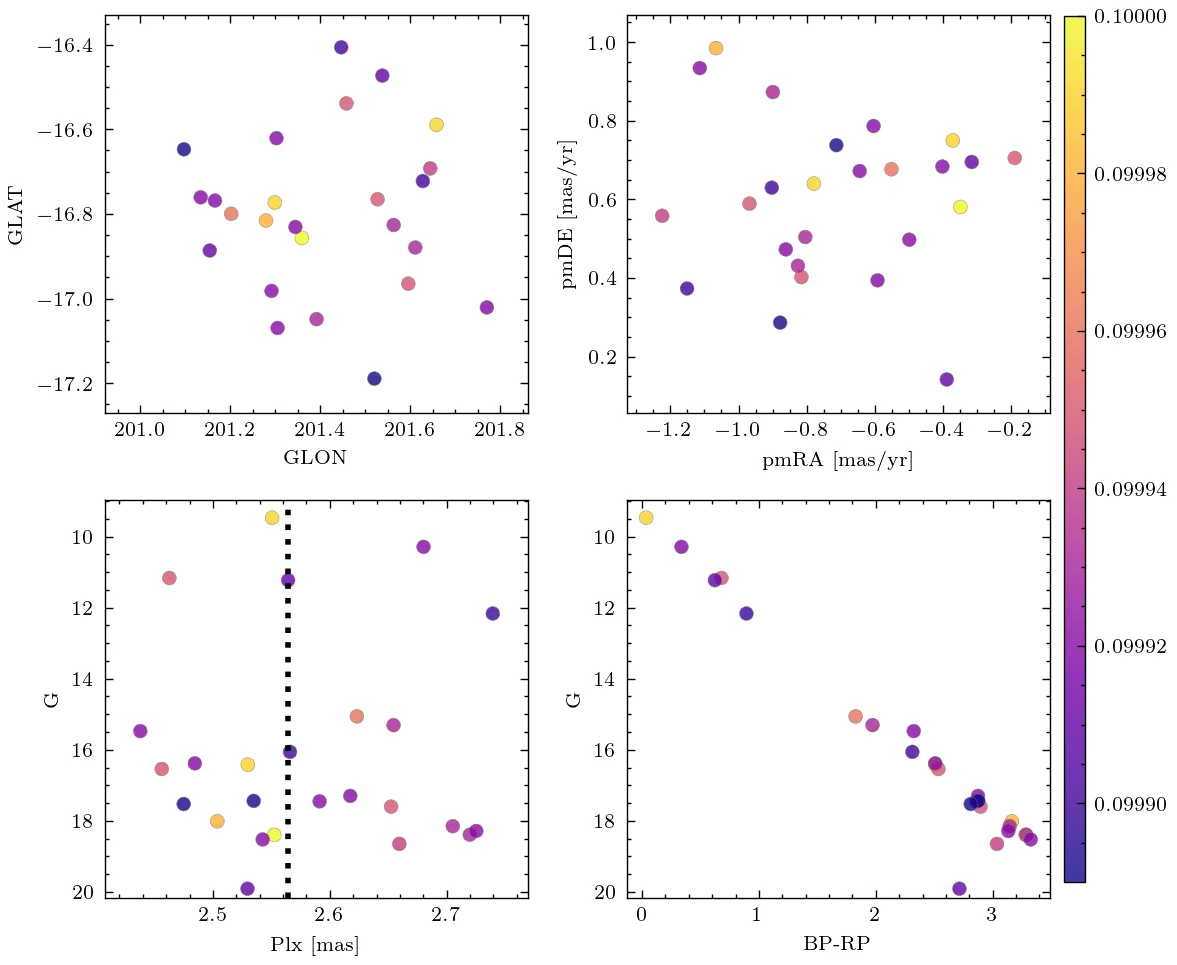 −16.4
−16.6
−16.8
−17.0
−17.2
GLAT
201.0 201.2 201.4 201.6 201.8
GLON
1.0
0.8
0.6
0.4
0.2
pmDE [mas/yr]
−1.2 −1.0 −0.8 −0.6 −0.4 −0.2
pmRA [mas/yr]
10
12
14
16
18
20
G
2.5 2.6 2.7
Plx [mas]
10
12
14
16
18
20
G
0 1 2 3
BP-RP
0.10000
0.09998
0.09996
0.09994
0.09992
0.09990